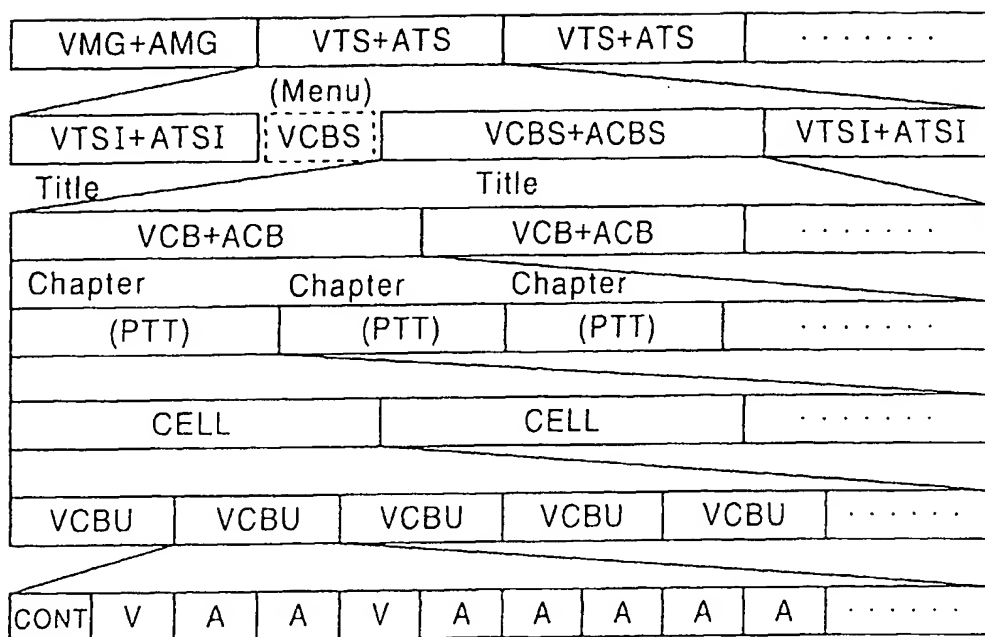 VMG+AMG VTS+ATS VTS+ATS .......
(Menu)
VTSI+ATSI VCBS VCBS+ACBS VTSI+ATSI
Title Title
VCB+ACB VCB+ACB .......
Chapter Chapter Chapter
(PTT) (PTT) (PTT) .......
CELL CELL .......
VCBU VCBU VCBU VCBU VCBU ......
CONT V A A V A A A A A ......